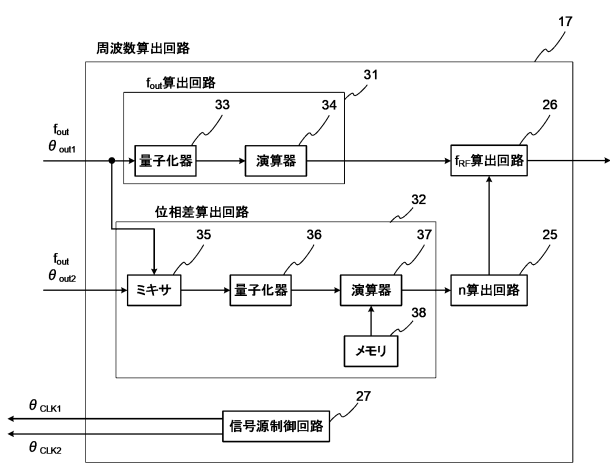 17
周波数算出回路
31
fout算出回路
33
34
26
fout
θout1
量子化器
演算器
fRF算出回路
32
位相差算出回路
35
36
37
25
fout
θout2
ミキサ
量子化器
演算器
n算出回路
38
メモリ
27
θCLK1
信号源制御回路
θCLK2